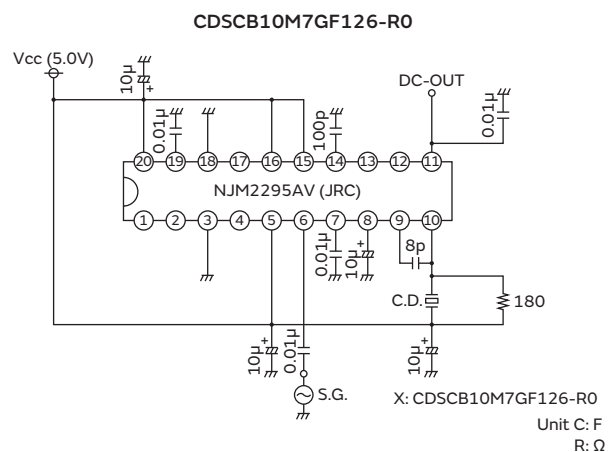 CDSCB10M7GF126-R0
Vcc (5.0V)
10μ
+
DC-OUT
0.01μ
100p
0.01μ
20 19 18 17 16 15 14 13 12 11
NJM2295AV (JRC)
1 2 3 4 5 6 7 8 9 10
8p
0.01μ
10μ
+
C.D.
180
10μ
+
0.01μ
10μ
+
S.G.
X: CDSCB10M7GF126-R0
Unit C: F
R: Ω